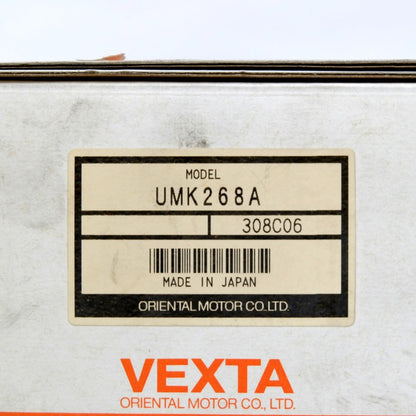 MODEL
UMK268A
308C06
MADE IN JAPAN
ORIENTAL MOTOR CO.LTD.
VEXTA
ORIENTAL MOTOR CO., LTD.